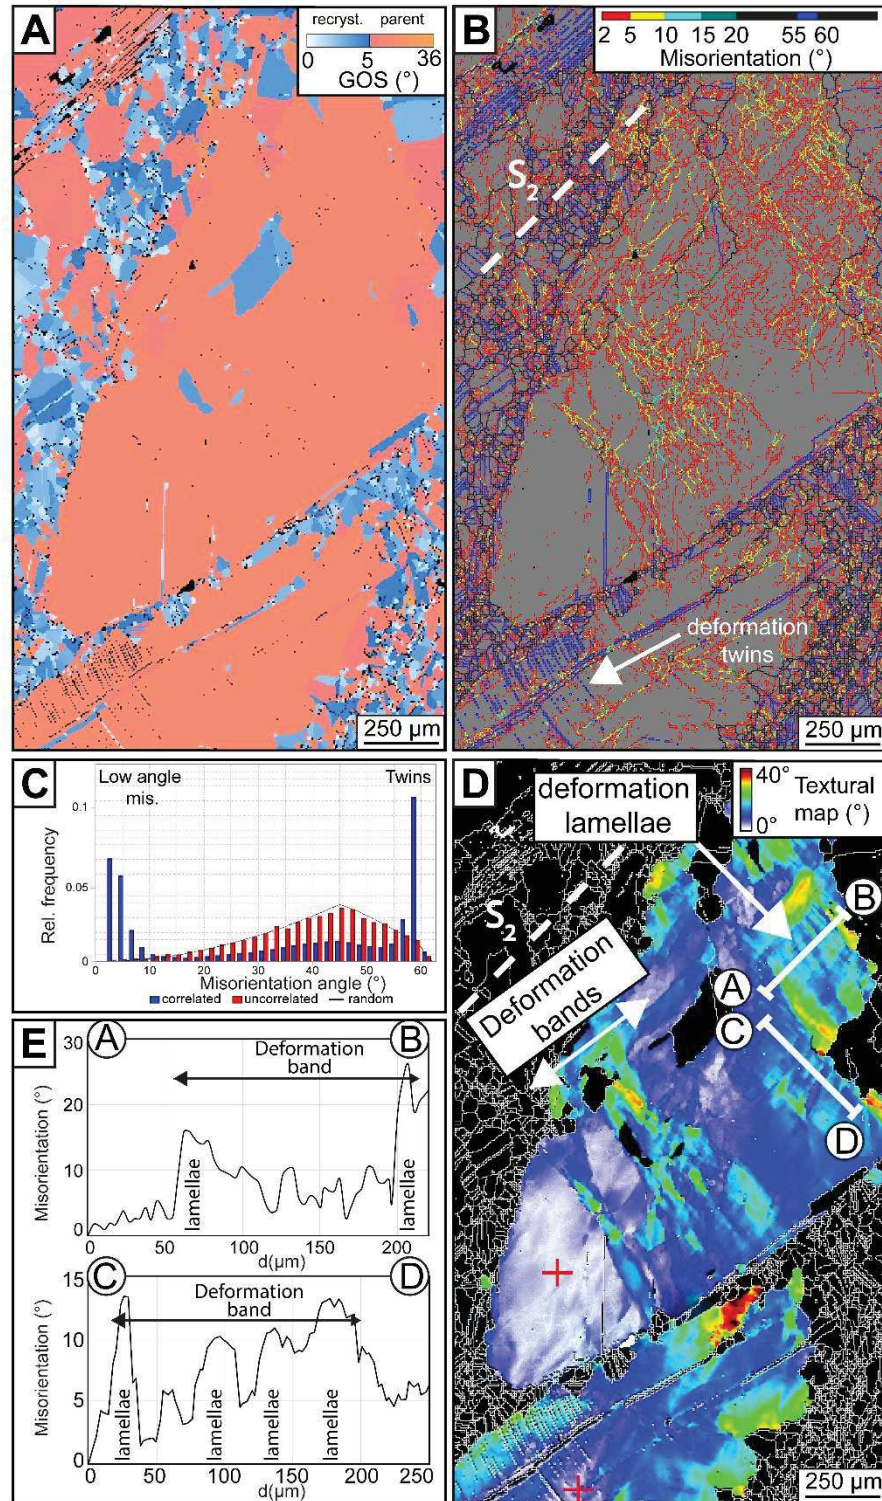 A
recryst. parent
0 5 36
GOS (°)
250 µm
B
2 5 10 15 20 55 60
Misorientation (°)
S2
deformation
twins
250 µm
C
Low angle
mis.
Twins
0.1
0.05
0
Rel. frequency
0 10 20 30 40 50 60
Misorientation angle (°)
correlated uncorrelated random
D
deformation
lamellae
40°
0°
Textural
map (°)
S2
Deformation
bands
B
A
C
D
250 µm
E
A
B
Deformation
band
30
20
10
0
Misorientation (°)
lamellae
lamellae
0 50 100 150 200
d(µm)
C
D
Deformation
band
15
10
5
0
Misorientation (°)
lamellae
lamellae
lamellae
lamellae
0 50 100 150 200 250
d(µm)